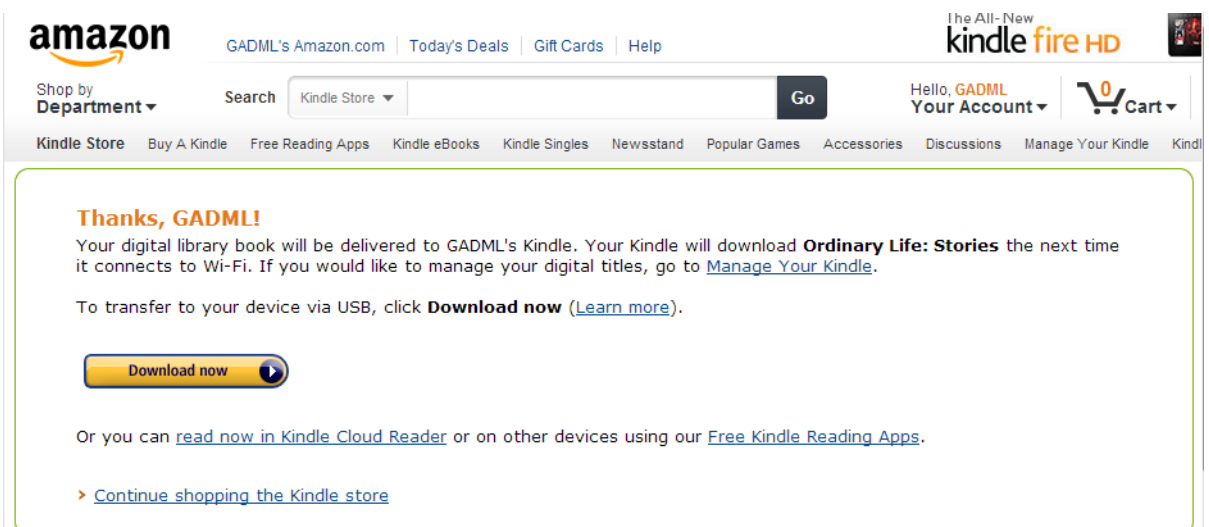 amazon
GADML's Amazon.com Today's Deals Gift Cards Help
The All-New
kindle fire HD
Shop by
Department
Search Kindle Store Go
Hello, GADML
Your Account
0
Cart
Kindle Store Buy A Kindle Free Reading Apps Kindle eBooks Kindle Singles Newsstand Popular Games Accessories Discussions Manage Your Kindle Kindl
Thanks, GADML!
Your digital library book will be delivered to GADML's Kindle. Your Kindle will download Ordinary Life: Stories the next time
it connects to Wi-Fi. If you would like to manage your digital titles, go to Manage Your Kindle.
To transfer to your device via USB, click Download now (Learn more).
Download now
Or you can read now in Kindle Cloud Reader or on other devices using our Free Kindle Reading Apps.
› Continue shopping the Kindle store